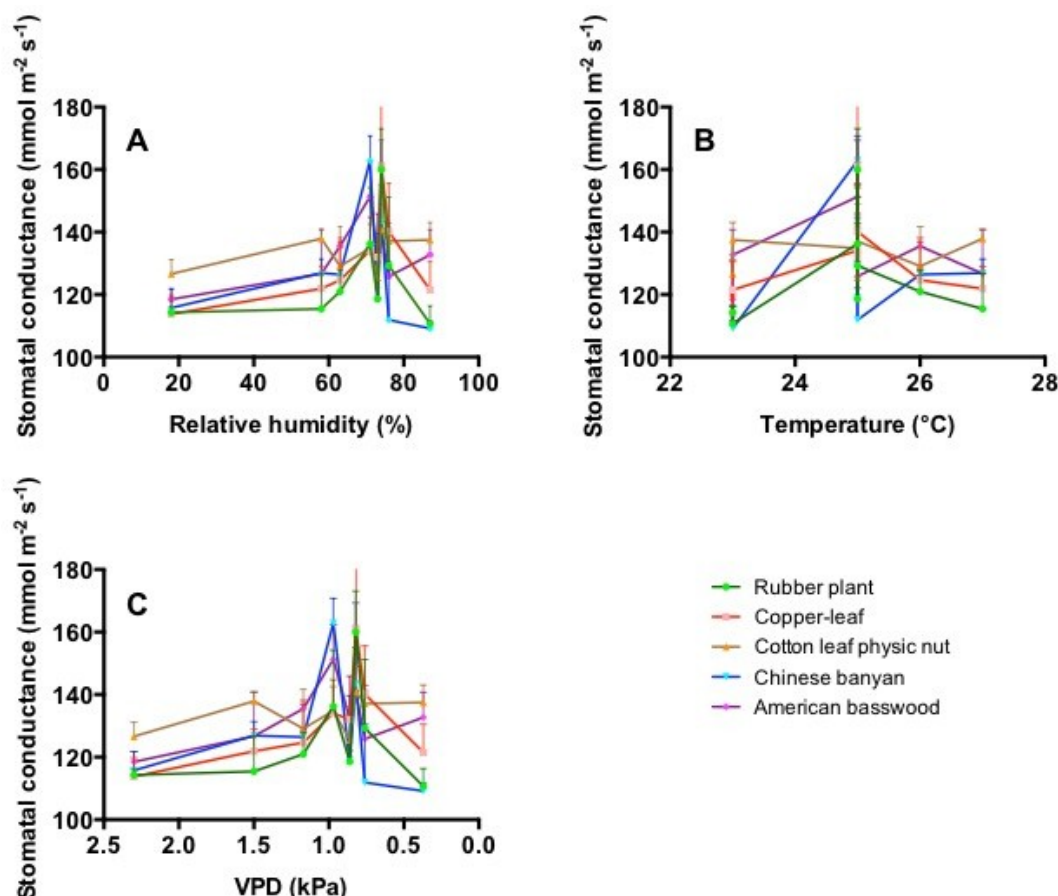 Stomatal conductance (mmol m⁻² s⁻¹)
A
180
160
140
120
100
0 20 40 60 80 100
Relative humidity (%)
Stomatal conductance (mmol m⁻² s⁻¹)
B
180
160
140
120
100
22 24 26 28
Temperature (°C)
Stomatal conductance (mmol m⁻² s⁻¹)
C
180
160
140
120
100
2.5 2.0 1.5 1.0 0.5 0.0
VPD (kPa)
Rubber plant
Copper-leaf
Cotton leaf physic nut
Chinese banyan
American basswood